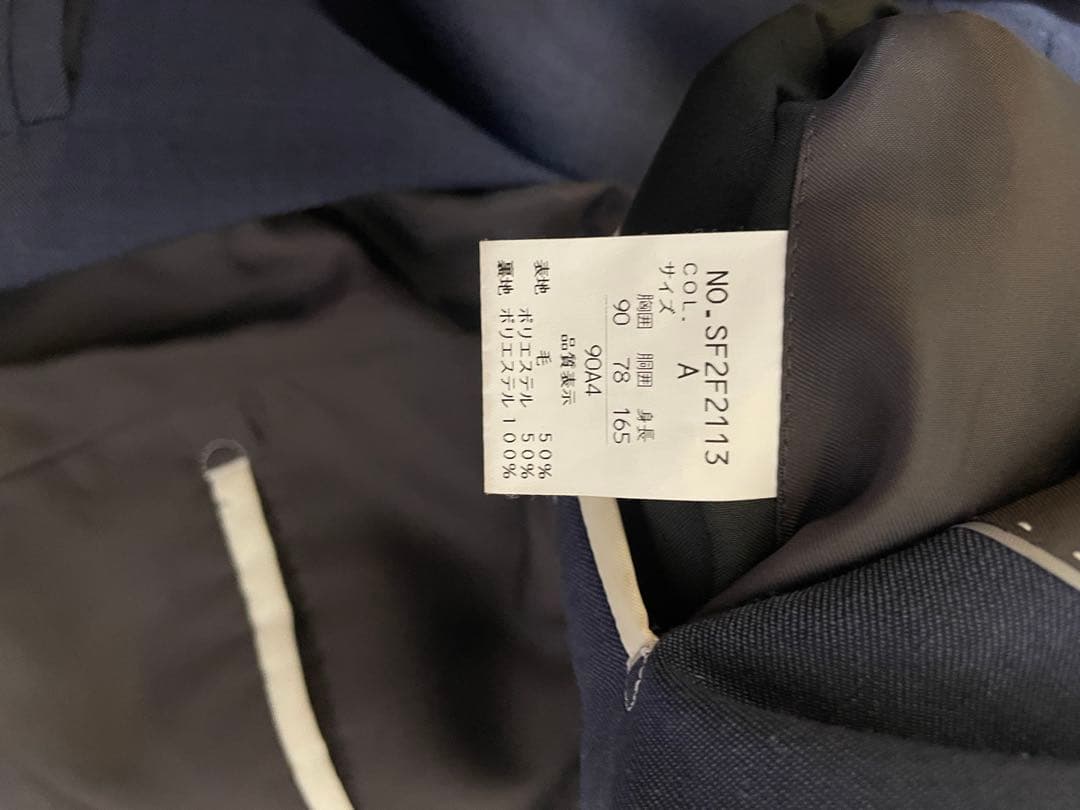 NO.-SF2F2113
COL. A
サイズ
胸囲 胴囲 身長
90 78 165
90A4
品質表示
表地 毛 50%
ポリエステル 50%
裏地 ポリエステル 100%